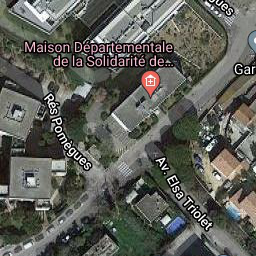 Maison Départementale
de la Solidarité de...
Gar
Rés Pomègues
Av. Elsa Triolet
gues